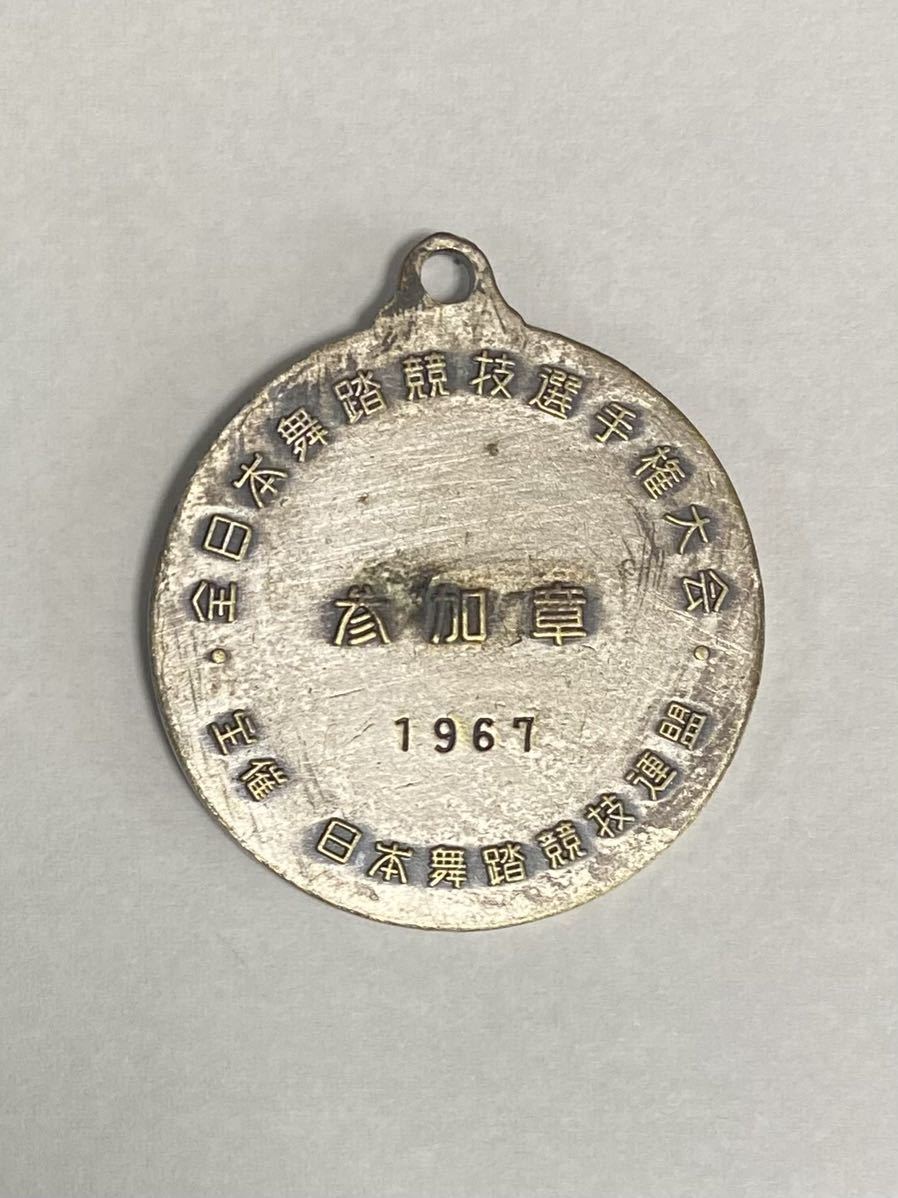 全日本舞踏競技選手権大会
参加章
1967
主催 日本舞踏競技連盟